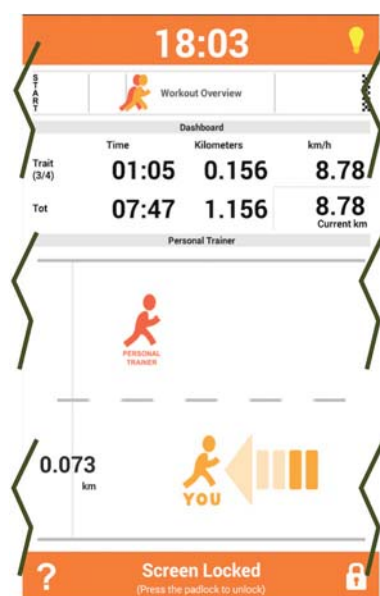 18:03
START
Workout Overview
Dashboard
Time Kilometers km/h
Trait (3/4) 01:05 0.156 8.78
Tot 07:47 1.156 8.78
Current km
Personal Trainer
PERSONAL
TRAINER
0.073
km
YOU
? Screen Locked
(Press the padlock to unlock)